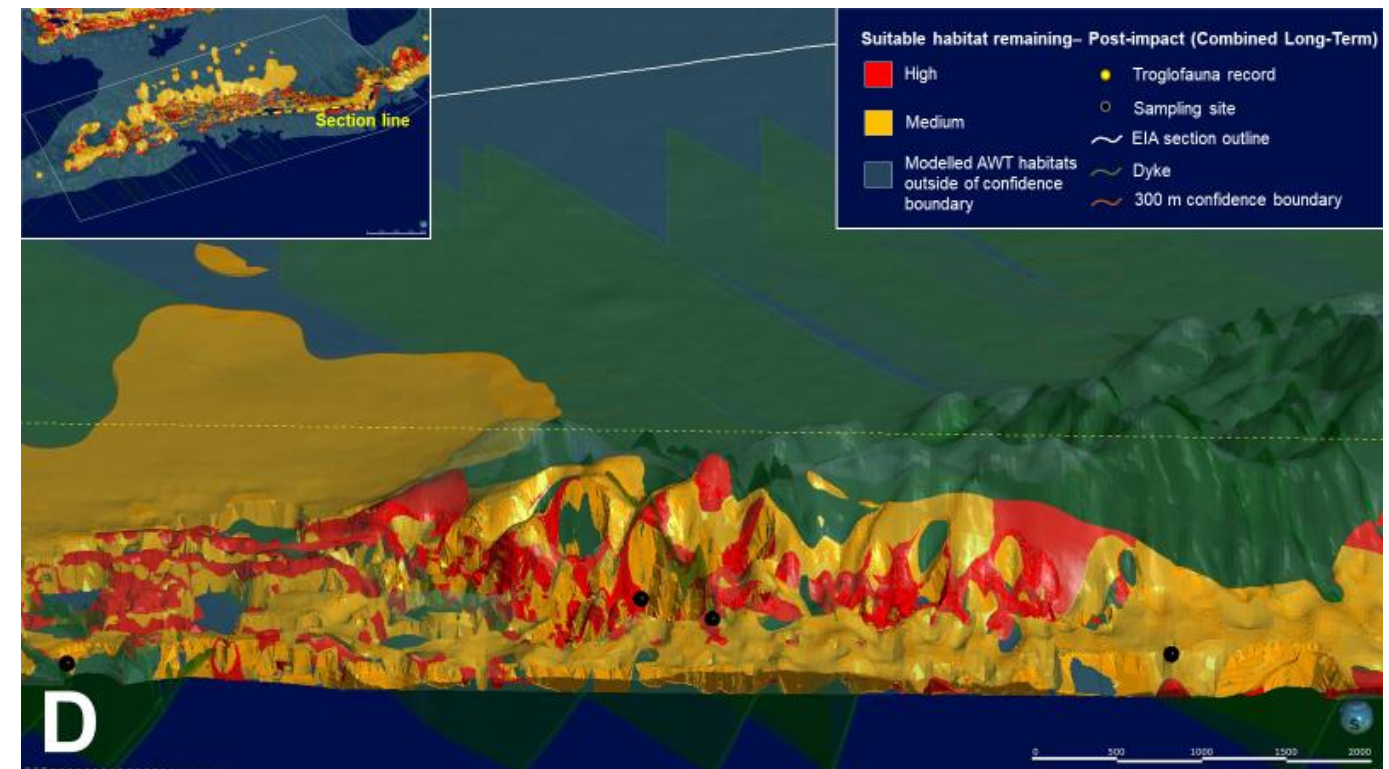 Section line
Suitable habitat remaining– Post-impact (Combined Long-Term)
High
Medium
Modelled AWT habitats
outside of confidence
boundary
Troglofauna record
Sampling site
EIA section outline
Dyke
300 m confidence boundary
D
S
0 500 1000 1500 2000